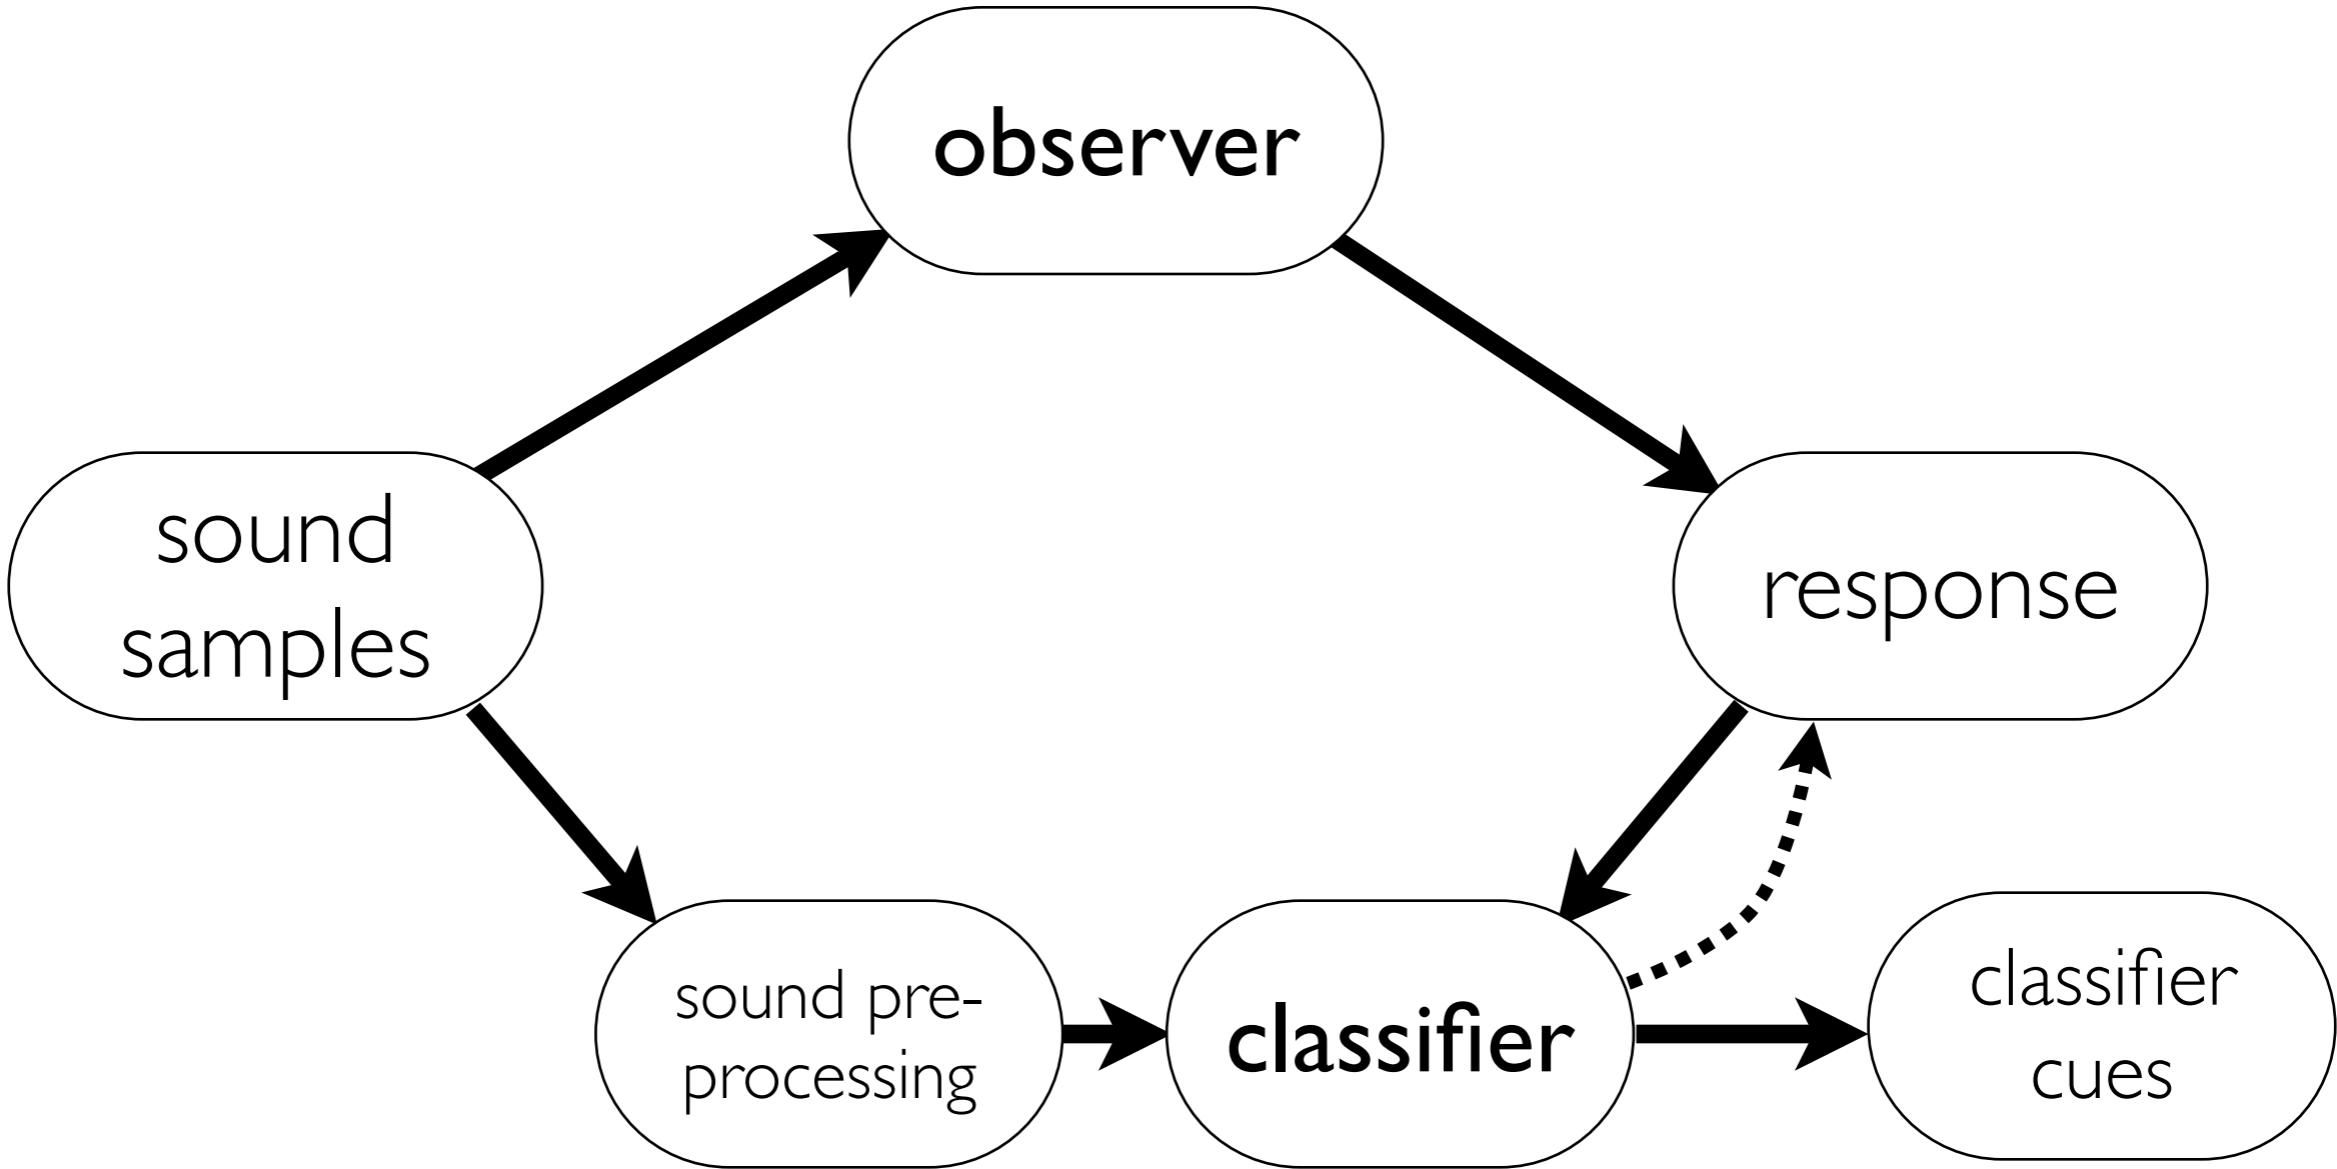 observer
sound
samples
response
sound pre-
processing
classifier
classifier
cues